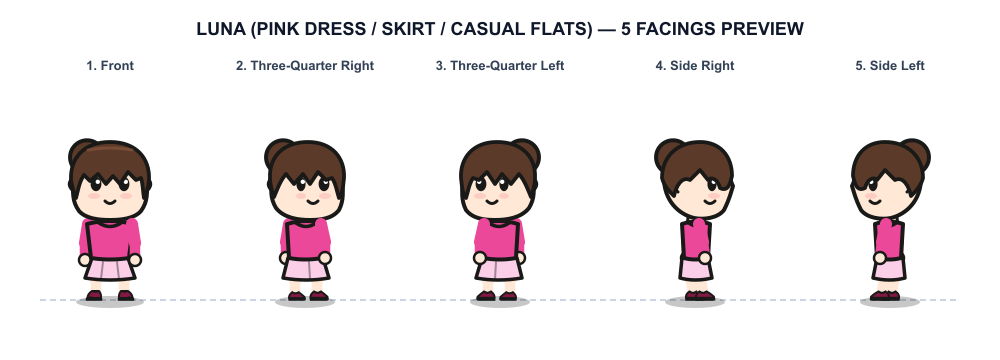 LUNA (PINK DRESS / SKIRT / CASUAL FLATS) — 5 FACINGS PREVIEW
1. Front
2. Three-Quarter Right
3. Three-Quarter Left
4. Side Right
5. Side Left